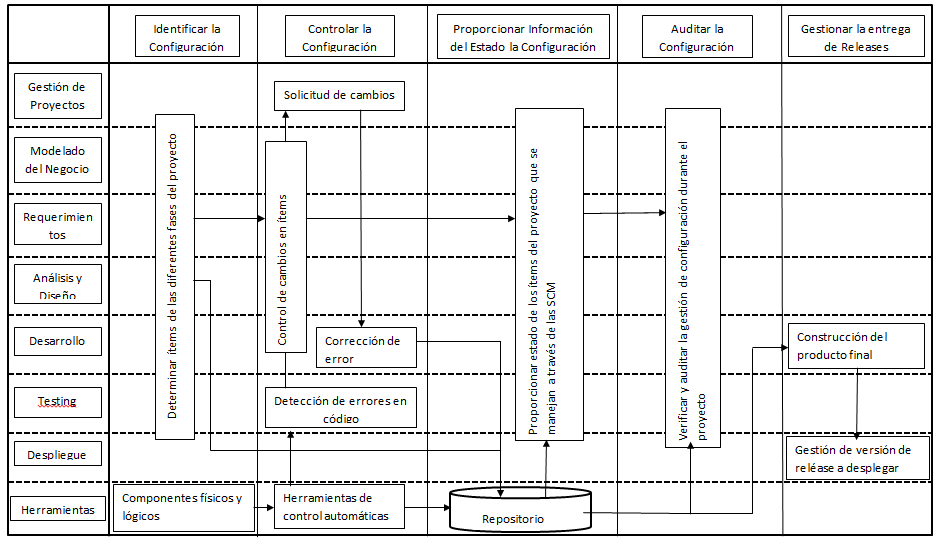 Identificar la
Configuración
Controlar la
Configuración
Proporcionar Información
del Estado la Configuración
Auditar la
Configuración
Gestionar la entrega
de Releases
Gestión de
Proyectos
Modelado
del Negocio
Requerimien
tos
Análisis y
Diseño
Desarrollo
Testing
Despliegue
Herramientas
Determinar ítems de las diferentes fases del proyecto
Solicitud de cambios
Control de cambios en ítems
Corrección de
error
Detección de errores en
código
Proporcionar estado de los ítems del proyecto que se
manejan a través de las SCM
Verificar y auditar la gestión de configuración durante el
proyecto
Construcción del
producto final
Gestión de versión de
reléase a desplegar
Componentes físicos y
lógicos
Herramientas de
control automáticas
Repositorio